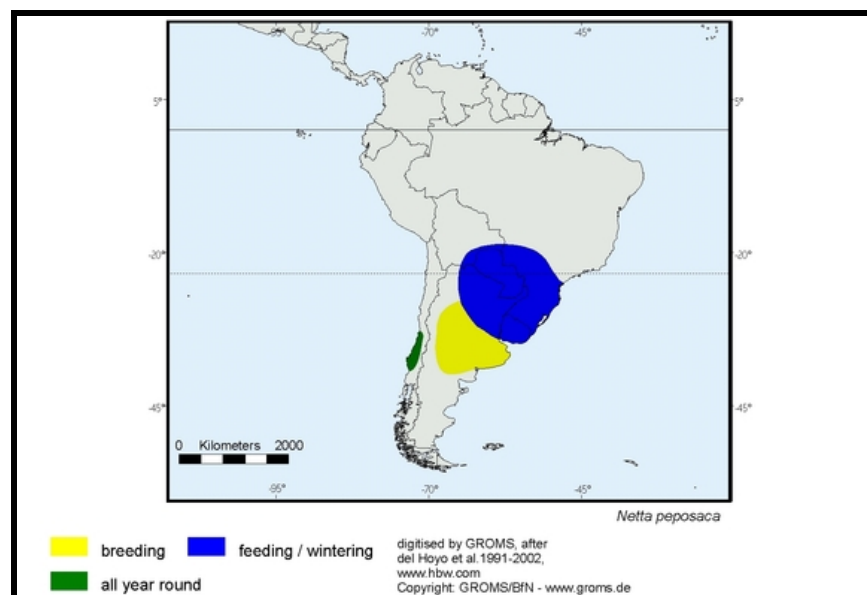 -95° -70° -45°
5° 5°
-20° -20°
-45° -45°
0 Kilometers 2000
-95° -70° -45°
Netta peposaca
breeding
feeding / wintering
all year round
digitised by GROMS, after
del Hoyo et al.1991-2002,
www.hbw.com
Copyright: GROMS/BfN - www.groms.de